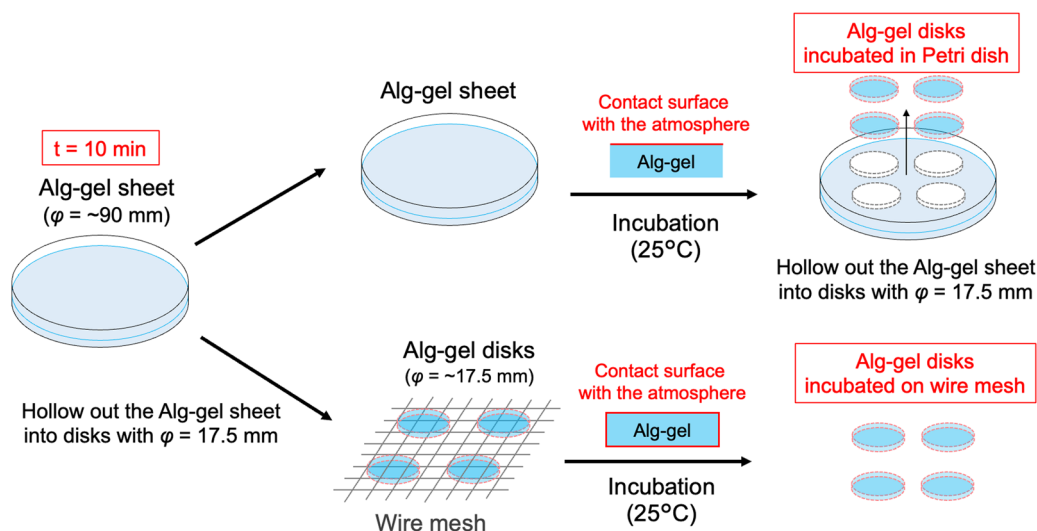 t = 10 min
Alg-gel sheet
(φ = ~90 mm)
Alg-gel sheet
Contact surface
with the atmosphere
Alg-gel
Incubation
(25°C)
Alg-gel disks
incubated in Petri dish
Hollow out the Alg-gel sheet
into disks with φ = 17.5 mm
Hollow out the Alg-gel sheet
into disks with φ = 17.5 mm
Alg-gel disks
(φ = ~17.5 mm)
Wire mesh
Contact surface
with the atmosphere
Alg-gel
Incubation
(25°C)
Alg-gel disks
incubated on wire mesh